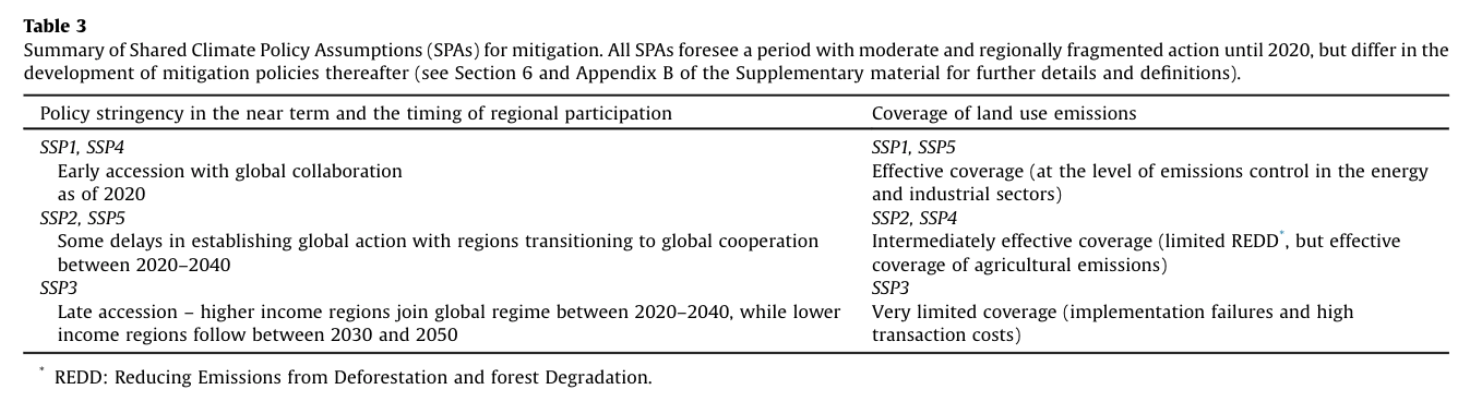 Table 3
Summary of Shared Climate Policy Assumptions (SPAs) for mitigation. All SPAs foresee a period with moderate and regionally fragmented action until 2020, but differ in the
development of mitigation policies thereafter (see Section 6 and Appendix B of the Supplementary material for further details and definitions).
Policy stringency in the near term and the timing of regional participation
Coverage of land use emissions
SSP1, SSP4
SSP1, SSP5
Early accession with global collaboration
Effective coverage (at the level of emissions control in the energy
as of 2020
and industrial sectors)
SSP2, SSP5
SSP2, SSP4
Some delays in establishing global action with regions transitioning to global cooperation
Intermediately effective coverage (limited REDD*, but effective
between 2020–2040
coverage of agricultural emissions)
SSP3
SSP3
Late accession – higher income regions join global regime between 2020–2040, while lower
Very limited coverage (implementation failures and high
income regions follow between 2030 and 2050
transaction costs)
* REDD: Reducing Emissions from Deforestation and forest Degradation.